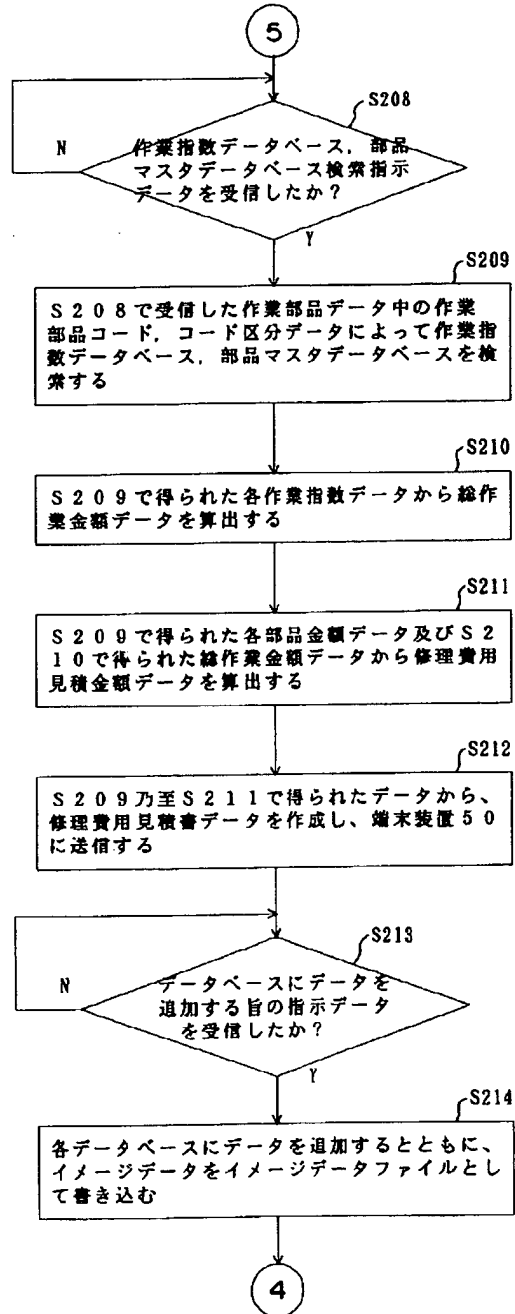 5
S208
N
作業指数データベース，部品
マスタデータベース検索指示
データを受信したか？
Y
S209
Ｓ２０８で受信した作業部品データ中の作業
部品コード，コード区分データによって作業指
数データベース，部品マスタデータベースを検
索する
S210
Ｓ２０９で得られた各作業指数データから総作
業金額データを算出する
S211
Ｓ２０９で得られた各部品金額データ及びＳ２
１０で得られた総作業金額データから修理費用
見積金額データを算出する
S212
Ｓ２０９乃至Ｓ２１１で得られたデータから、
修理費用見積書データを作成し、端末装置５０
に送信する
S213
N
データベースにデータを
追加する旨の指示データ
を受信したか？
Y
S214
各データベースにデータを追加するとともに、
イメージデータをイメージデータファイルとし
て書き込む
4